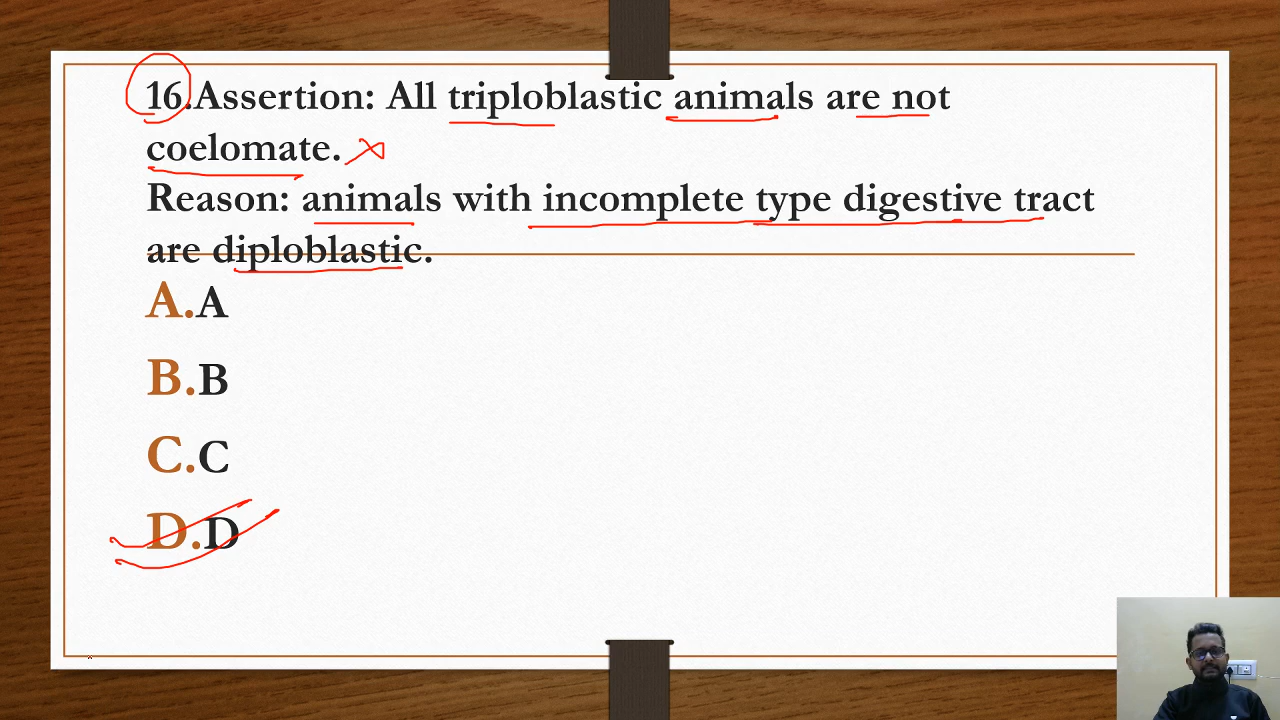 16.Assertion: All triploblastic animals are not
coelomate.
Reason: animals with incomplete type digestive tract
are diploblastic.
A.A
B.B
C.C
D.D